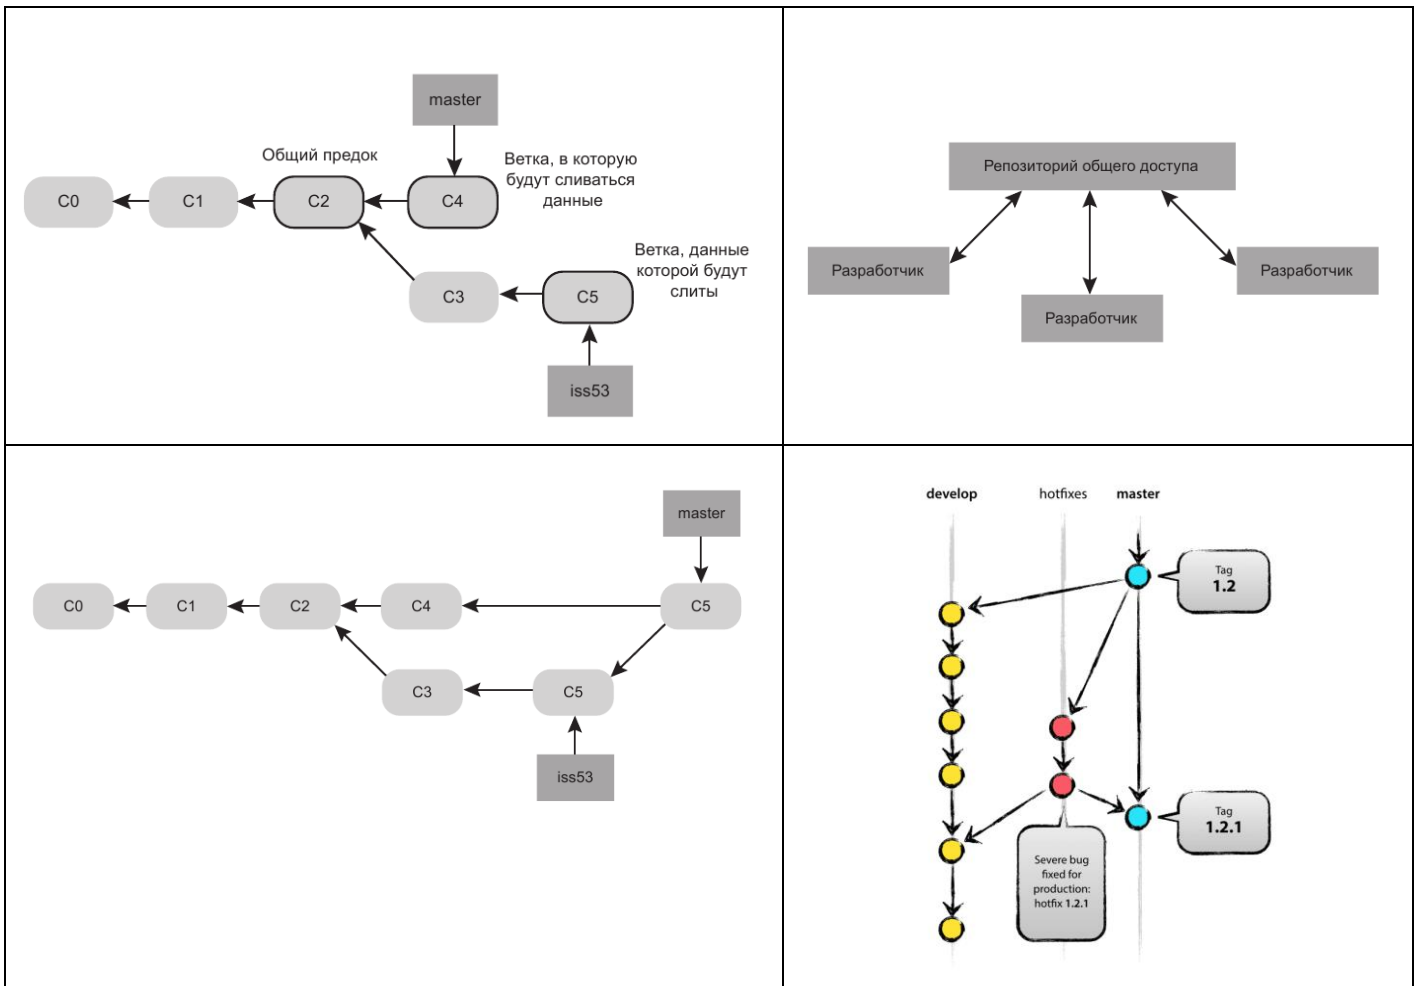 master
Общий предок
Ветка, в которую
будут сливаться
данные
C0
C1
C2
C4
Ветка, данные
которой будут
слиты
C3
C5
iss53
Репозиторий общего доступа
Разработчик
Разработчик
Разработчик
master
C0
C1
C2
C4
C5
C3
C5
iss53
develop
hotfixes
master
Tag
1.2
Tag
1.2.1
Severe bug
fixed for
production:
hotfix 1.2.1